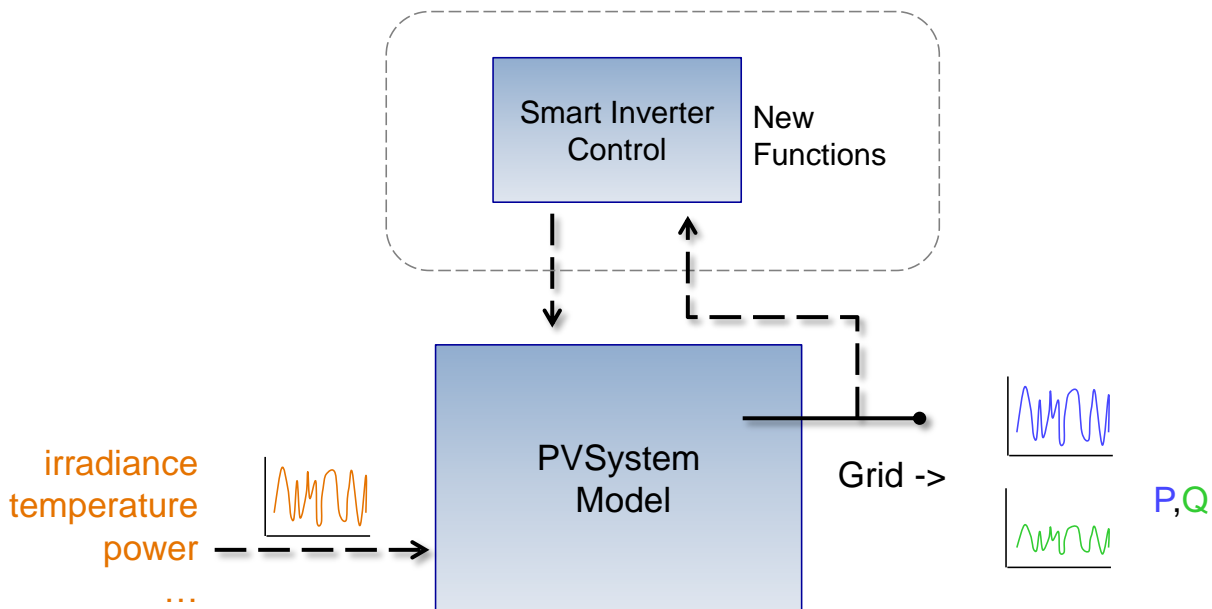 Smart Inverter
Control
New
Functions
PVSystem
Model
irradiance
temperature
power
...
Grid ->
P,Q